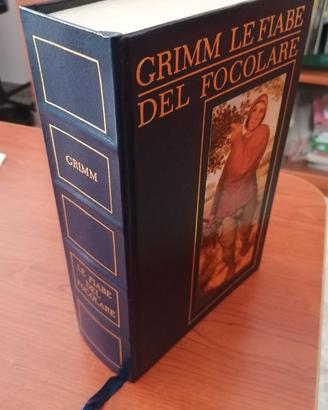 GRIMM LE FIABE
DEL FOCOLARE
GRIMM
LE FIABE
DEL
FOCOLARE